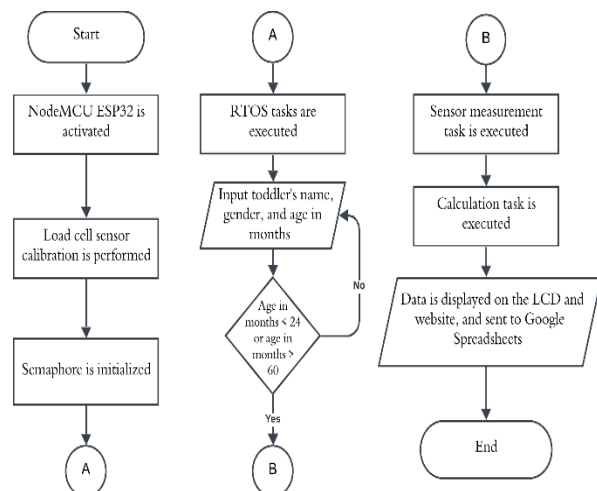 Start
NodeMCU ESP32 is
activated
Load cell sensor
calibration is performed
Semaphore is initialized
A
A
RTOS tasks are
executed
Input toddler's name,
gender, and age in
months
Age in
months < 24
or age in
months >
60
No
Yes
B
B
Sensor measurement
task is executed
Calculation task is
executed
Data is displayed on the LCD and
website, and sent to Google
Spreadsheets
End